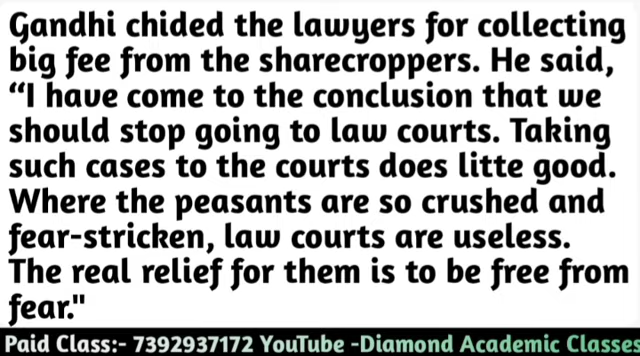 Gandhi chided the lawyers for collecting
big fee from the sharecroppers. He said,
“I have come to the conclusion that we
should stop going to law courts. Taking
such cases to the courts does litte good.
Where the peasants are so crushed and
fear-stricken, law courts are useless.
The real relief for them is to be free from
fear."
Paid Class:- 7392937172 YouTube -Diamond Academic Classes